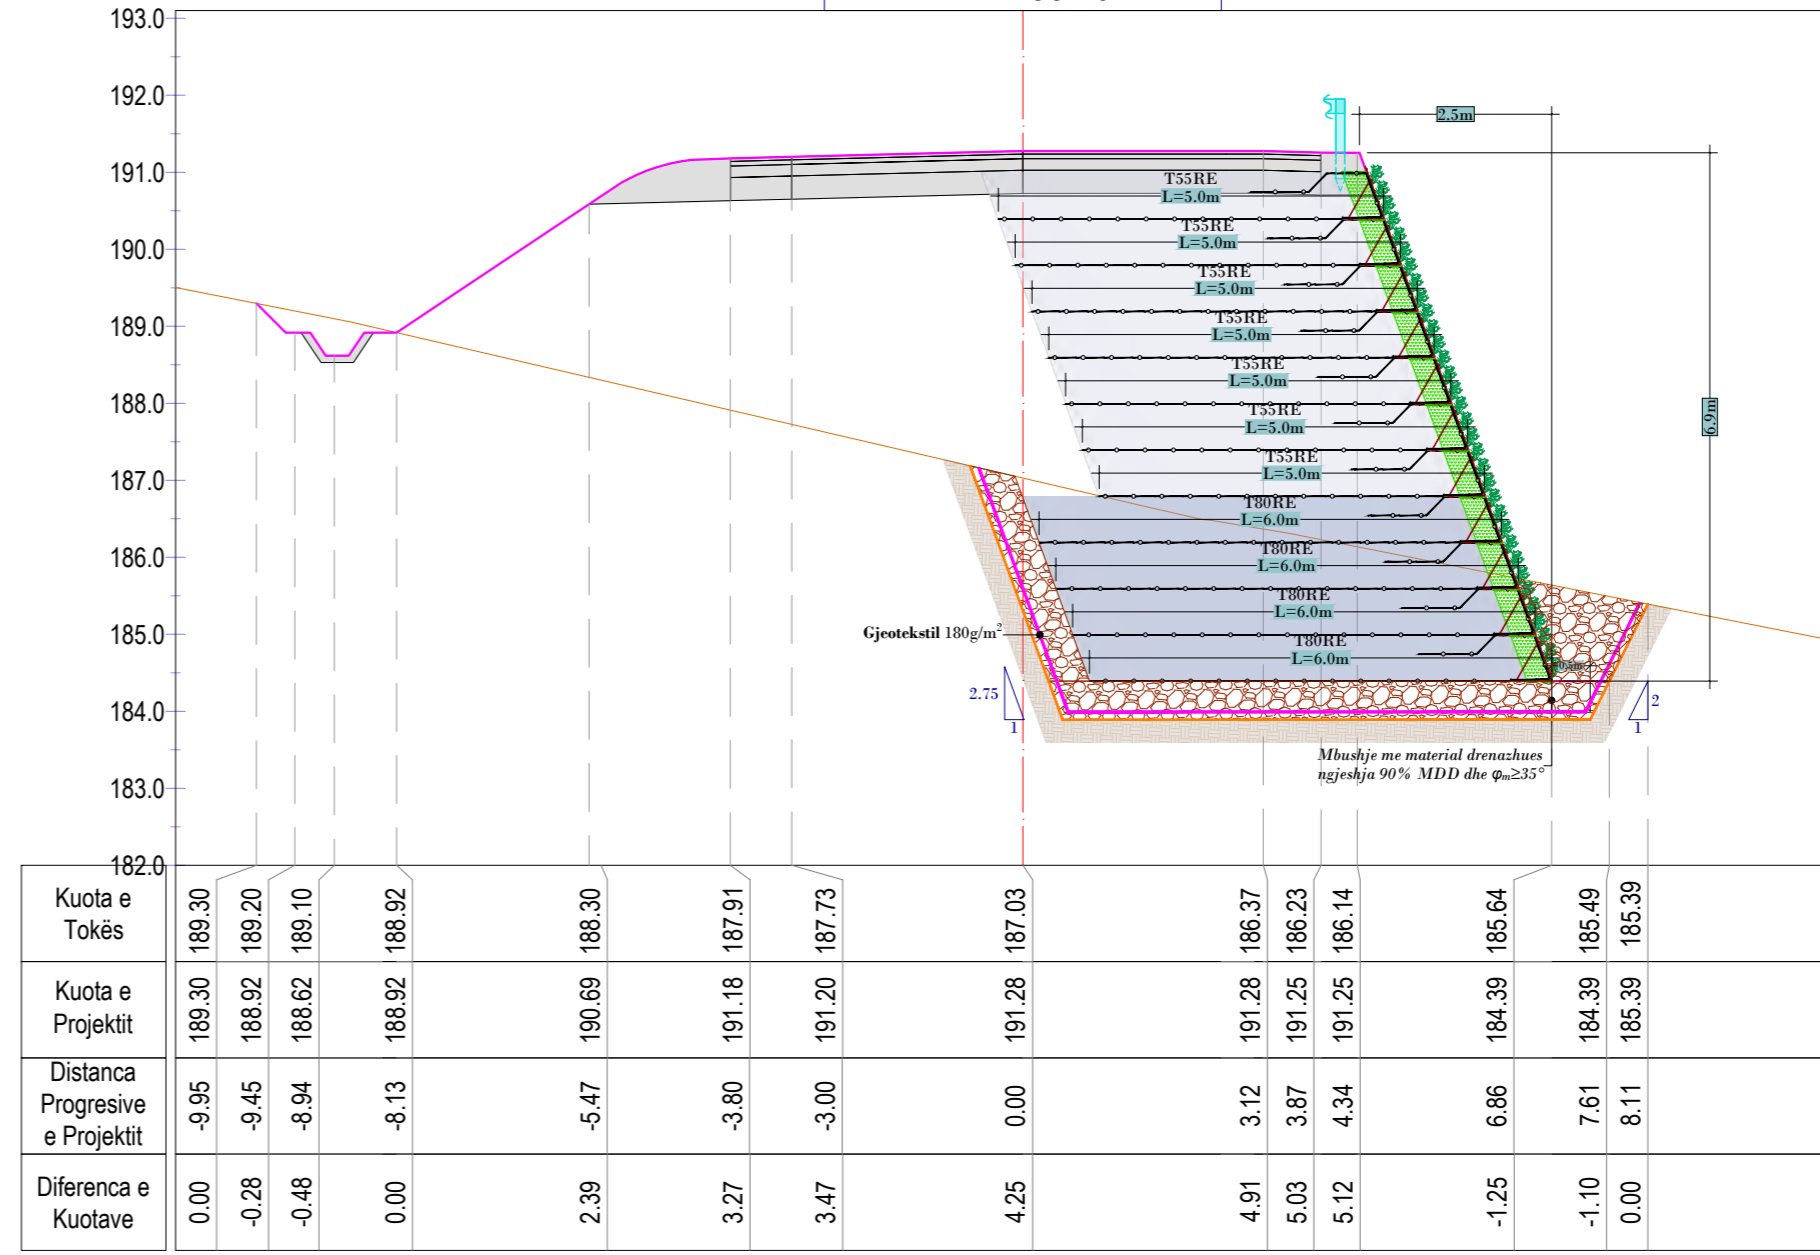 193.0
192.0
191.0
190.0
189.0
188.0
187.0
186.0
185.0
184.0
183.0
182.0
2.5m
6.9m
T55RE
L=5.0m
T55RE
L=5.0m
T55RE
L=5.0m
T55RE
L=5.0m
T55RE
L=5.0m
T55RE
L=5.0m
T55RE
L=5.0m
T80RE
L=6.0m
T80RE
L=6.0m
T80RE
L=6.0m
T80RE
L=6.0m
Gjeotekstil 180g/m²
2.75
1
2
1
Mbushje me material drenazhues
ngjeshja 90% MDD dhe φm≥35°
Kuota e
Tokës
189.30 189.20 189.10 188.92 188.30 187.91 187.73 187.03 186.37 186.23 186.14 185.64 185.49 185.39
Kuota e
Projektit
189.30 188.92 188.62 188.92 190.69 191.18 191.20 191.28 191.28 191.25 191.25 184.39 184.39 185.39
Distanca
Progresive
e Projektit
-9.95 -9.45 -8.94 -8.13 -5.47 -3.80 -3.00 0.00 3.12 3.87 4.34 6.86 7.61 8.11
Diferenca e
Kuotave
0.00 -0.28 -0.48 0.00 2.39 3.27 3.47 4.25 4.91 5.03 5.12 -1.25 -1.10 0.00